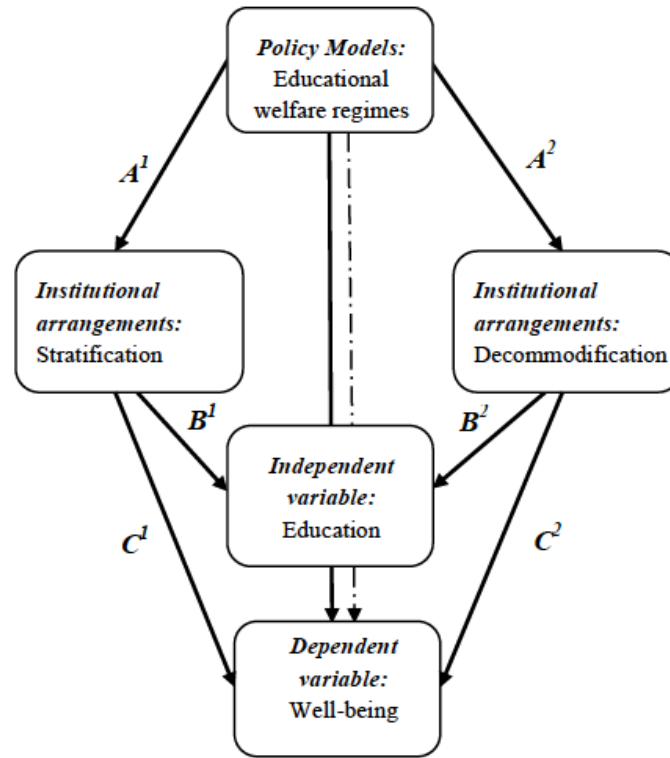 Policy Models:
Educational
welfare regimes
A¹
A²
Institutional
arrangements:
Stratification
Institutional
arrangements:
Decommodification
B¹
B²
Independent
variable:
Education
C¹
C²
Dependent
variable:
Well-being